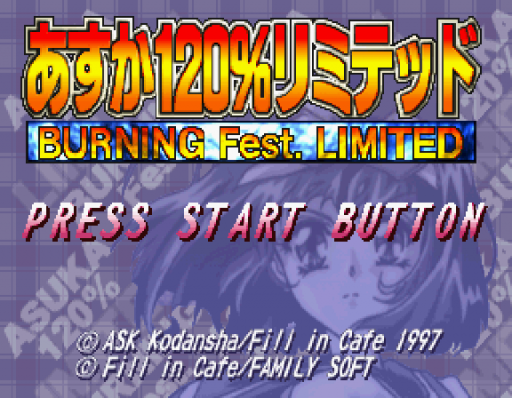 あすか120%リミテッド
BURNING Fest. LIMITED
PRESS START BUTTON
© ASK Kodansha/Fill in Cafe 1997
© Fill in Cafe/FAMILY SOFT